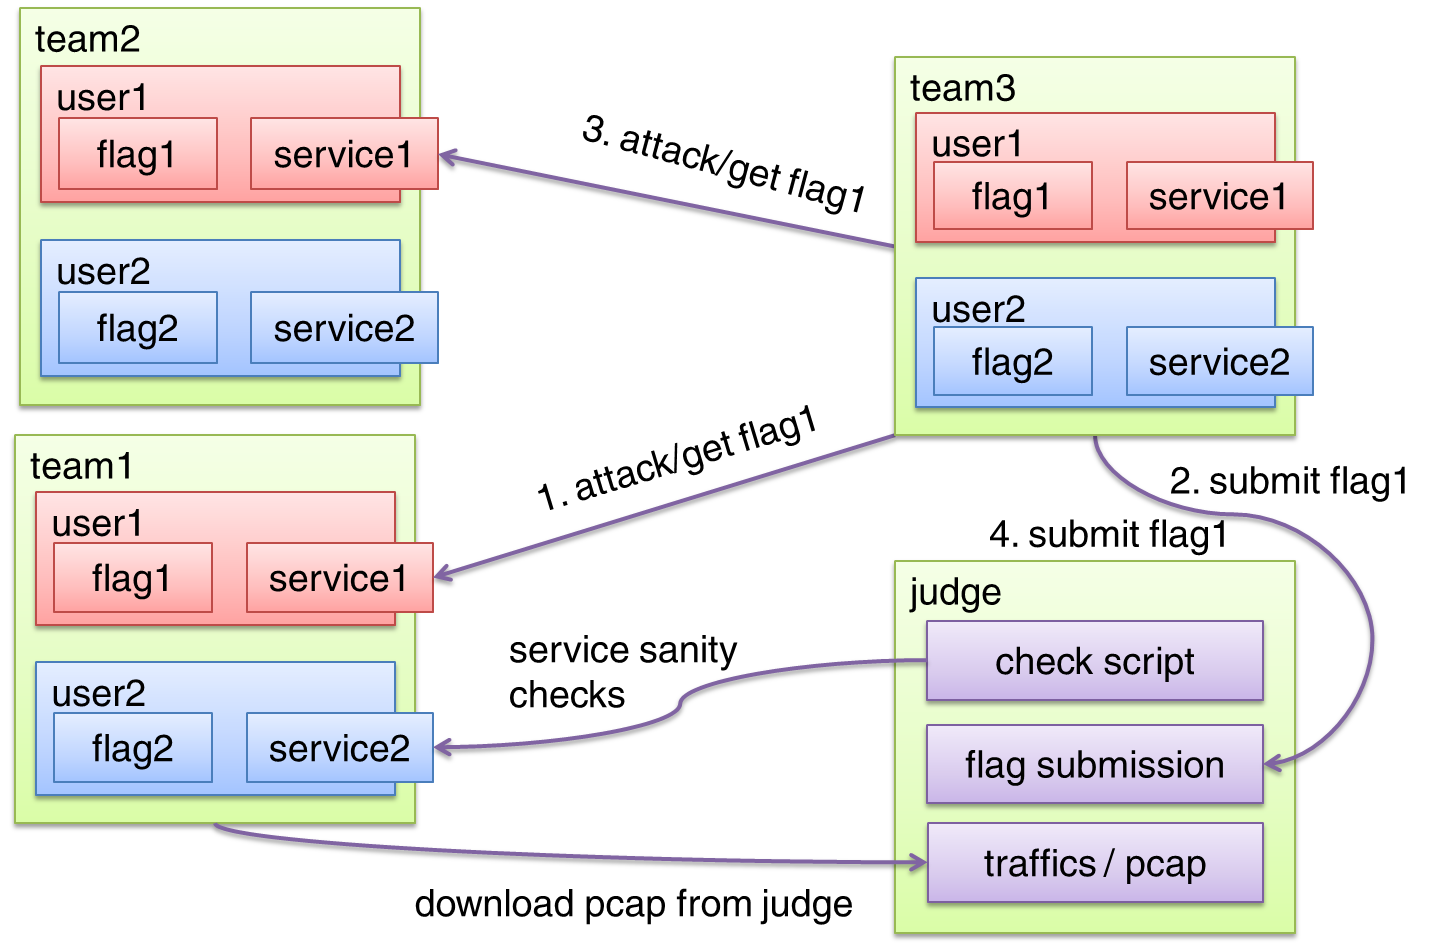 team2
user1
flag1
service1
user2
flag2
service2
3. attack/get flag1
team3
user1
flag1
service1
user2
flag2
service2
1. attack/get flag1
2. submit flag1
4. submit flag1
team1
user1
flag1
service1
user2
flag2
service2
service sanity
checks
judge
check script
flag submission
traffics / pcap
download pcap from judge